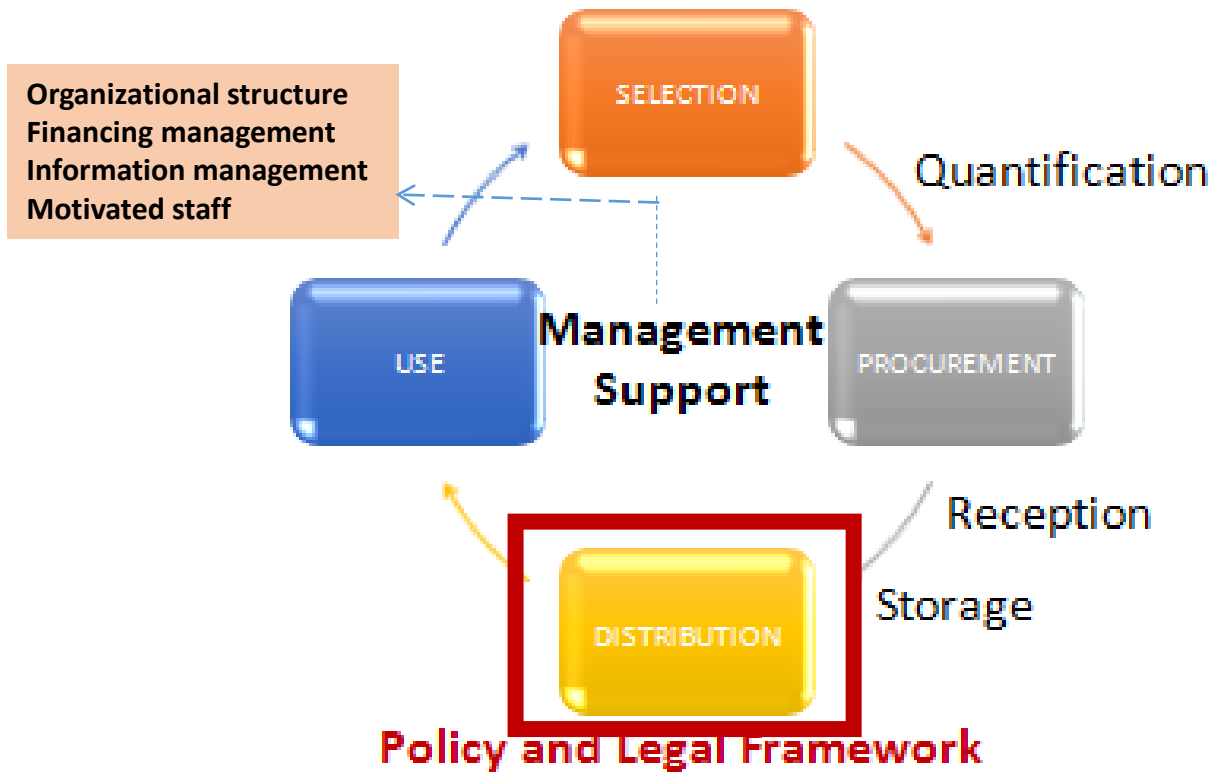 SELECTION
Organizational structure
Financing management
Information management
Motivated staff
Quantification
Management
Support
USE
PROCUREMENT
Reception
Storage
DISTRIBUTION
Policy and Legal Framework